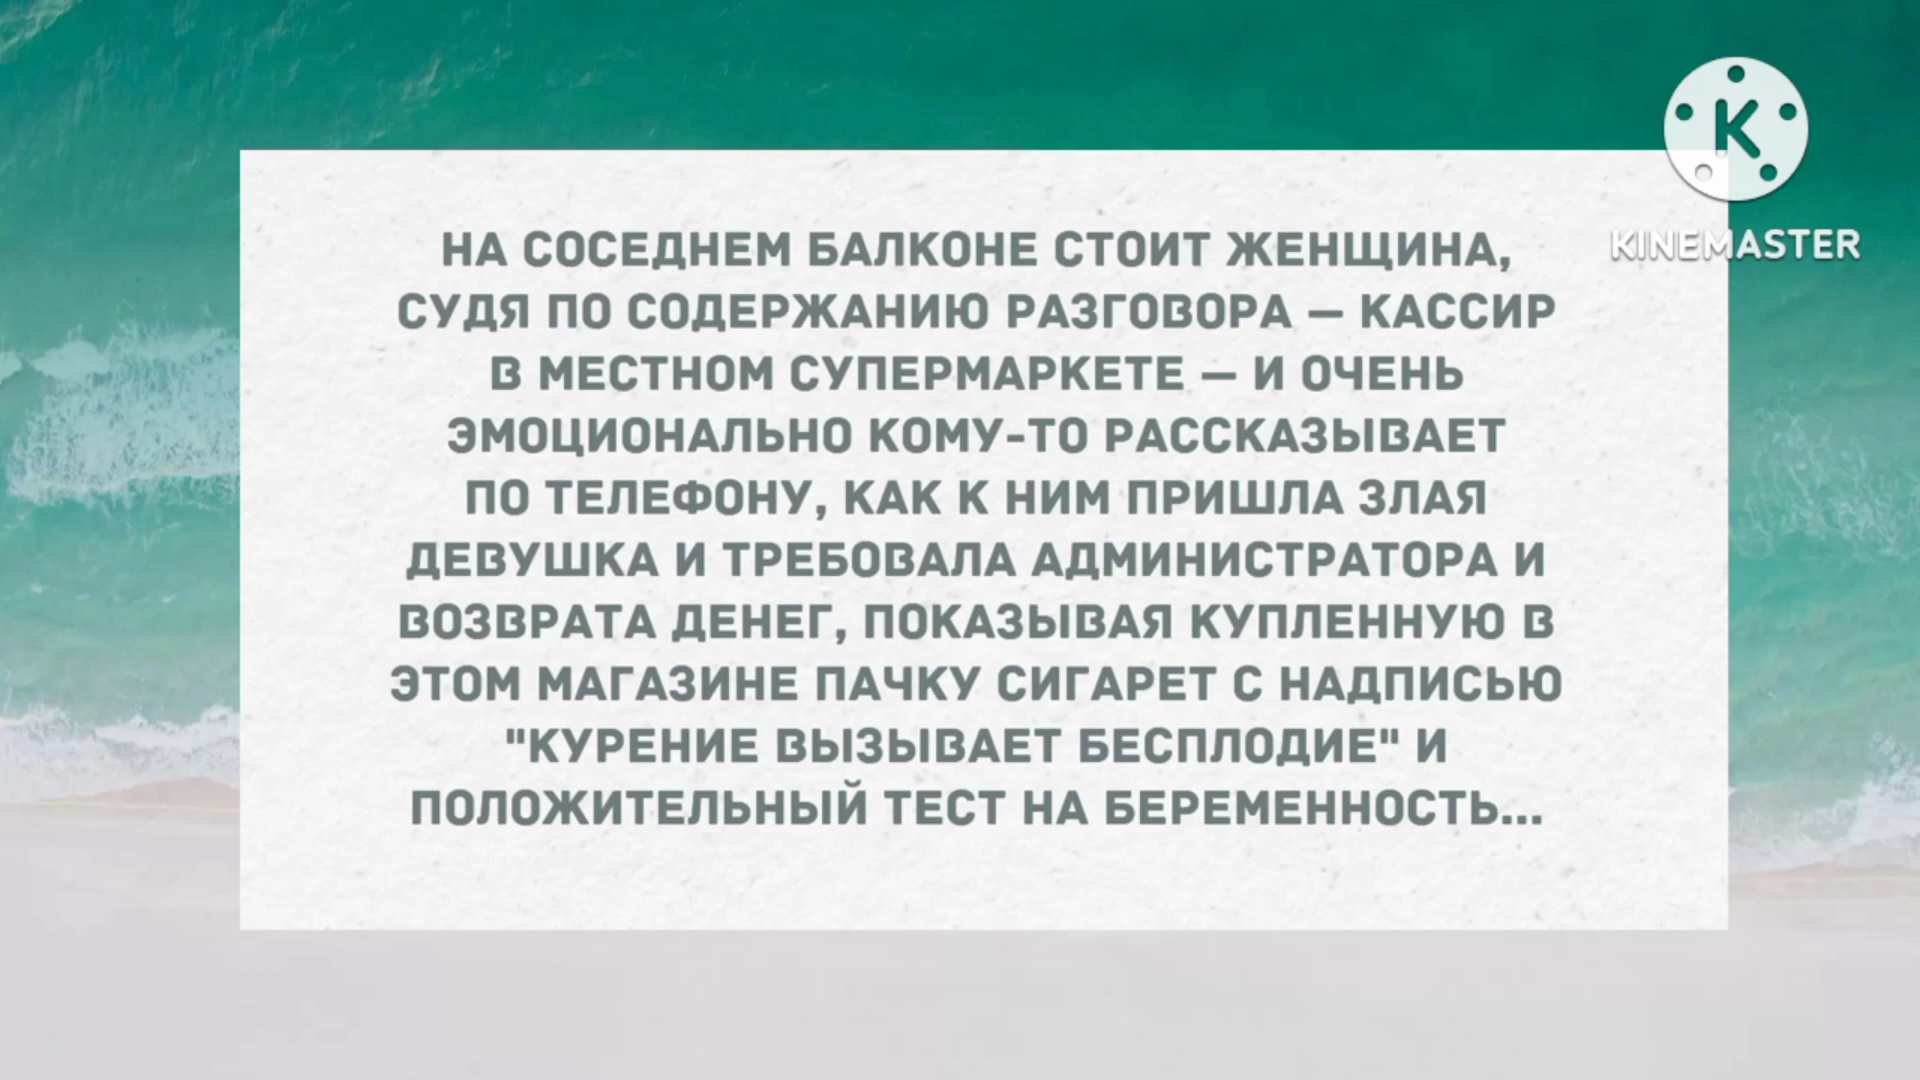 НА СОСЕДНЕМ БАЛКОНЕ СТОИТ ЖЕНЩИНА,
СУДЯ ПО СОДЕРЖАНИЮ РАЗГОВОРА — КАССИР
В МЕСТНОМ СУПЕРМАРКЕТЕ — И ОЧЕНЬ
ЭМОЦИОНАЛЬНО КОМУ-ТО РАССКАЗЫВАЕТ
ПО ТЕЛЕФОНУ, КАК К НИМ ПРИШЛА ЗЛАЯ
ДЕВУШКА И ТРЕБОВАЛА АДМИНИСТРАТОРА И
ВОЗВРАТА ДЕНЕГ, ПОКАЗЫВАЯ КУПЛЕННУЮ В
ЭТОМ МАГАЗИНЕ ПАЧКУ СИГАРЕТ С НАДПИСЬЮ
"КУРЕНИЕ ВЫЗЫВАЕТ БЕСПЛОДИЕ" И
ПОЛОЖИТЕЛЬНЫЙ ТЕСТ НА БЕРЕМЕННОСТЬ...
K
KINEMASTER